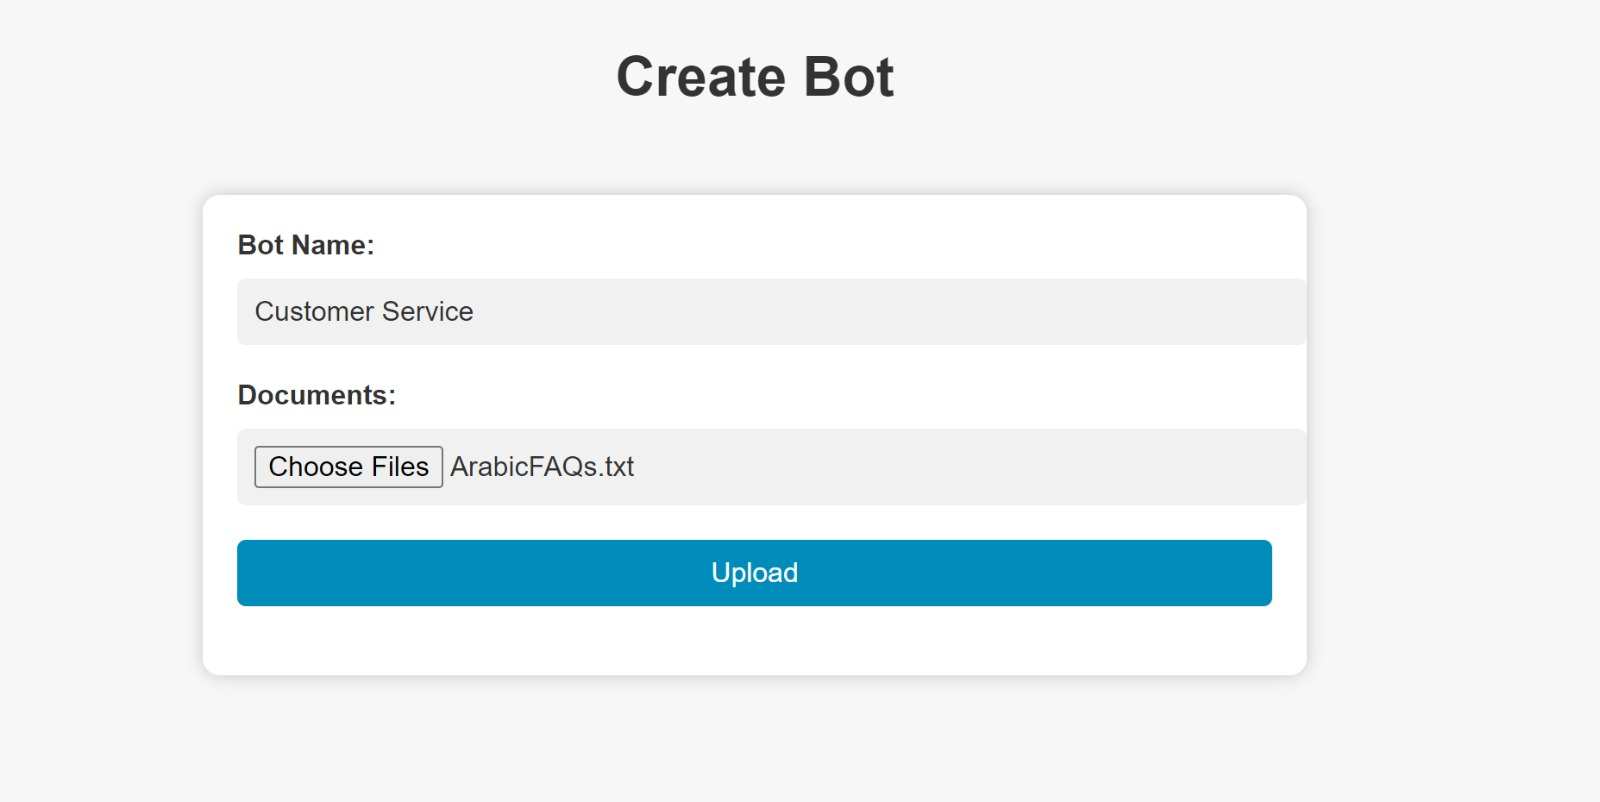 Create Bot
Bot Name:
Customer Service
Documents:
Choose Files ArabicFAQs.txt
Upload